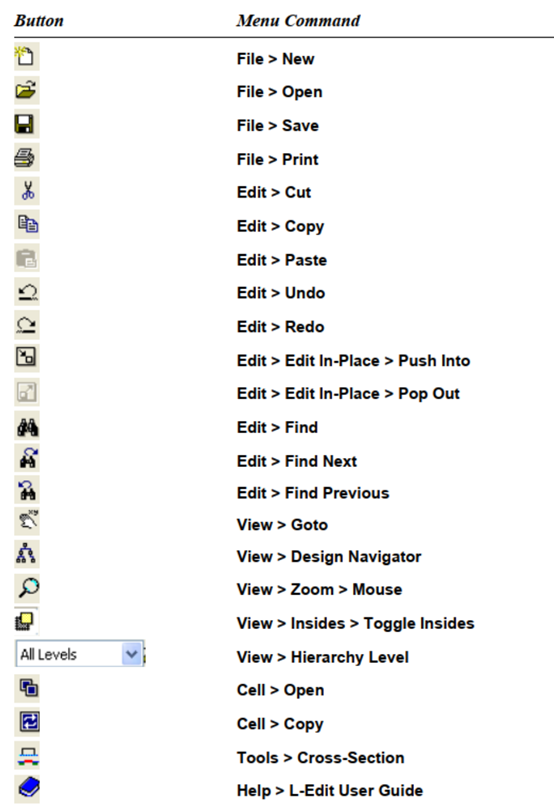 Button Menu Command
File > New
File > Open
File > Save
File > Print
Edit > Cut
Edit > Copy
Edit > Paste
Edit > Undo
Edit > Redo
Edit > Edit In-Place > Push Into
Edit > Edit In-Place > Pop Out
Edit > Find
Edit > Find Next
Edit > Find Previous
View > Goto
View > Design Navigator
View > Zoom > Mouse
View > Insides > Toggle Insides
All Levels View > Hierarchy Level
Cell > Open
Cell > Copy
Tools > Cross-Section
Help > L-Edit User Guide